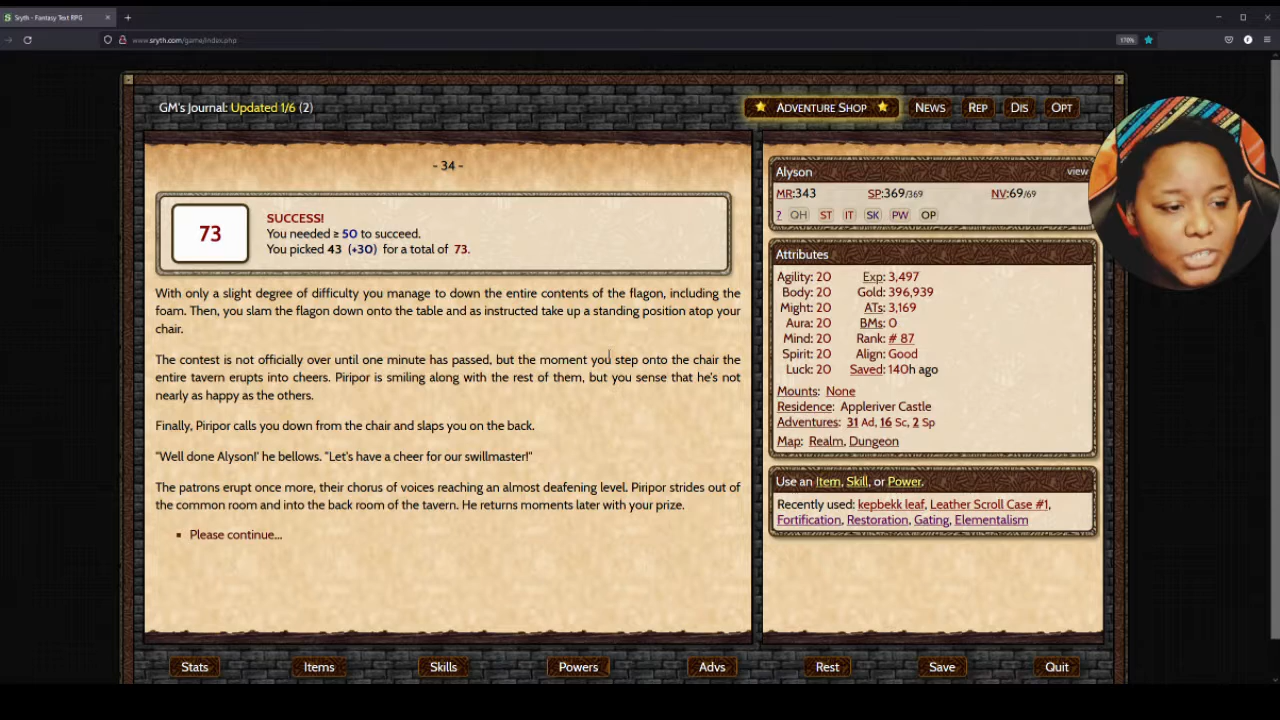 Sryth - Fantasy Text RPG
www.sryth.com/game/index.php
170%
GM's Journal: Updated 1/6 (2)
ADVENTURE SHOP
NEWS
REP
DIS
OPT
- 34 -
73
SUCCESS!
You needed ≥ 50 to succeed.
You picked 43 (+30) for a total of 73.
With only a slight degree of difficulty you manage to down the entire contents of the flagon, including the
foam. Then, you slam the flagon down onto the table and as instructed take up a standing position atop your
chair.
The contest is not officially over until one minute has passed, but the moment you step onto the chair the
entire tavern erupts into cheers. Piripor is smiling along with the rest of them, but you sense that he's not
nearly as happy as the others.
Finally, Piripor calls you down from the chair and slaps you on the back.
"Well done Alyson!' he bellows. "Let's have a cheer for our swillmaster!"
The patrons erupt once more, their chorus of voices reaching an almost deafening level. Piripor strides out of
the common room and into the back room of the tavern. He returns moments later with your prize.
Please continue...
Alyson
view
MR:343 SP:369/369 NV:69/69
? QH ST IT SK PW OP
Attributes
Agility: 20 Exp: 3,497
Body: 20 Gold: 396,939
Might: 20 ATs: 3,169
Aura: 20 BMs: 0
Mind: 20 Rank: # 87
Spirit: 20 Align: Good
Luck: 20 Saved: 140h ago
Mounts: None
Residence: Appleriver Castle
Adventures: 31 Ad, 16 Sc, 2 Sp
Map: Realm, Dungeon
Use an Item, Skill, or Power.
Recently used: kepbekk leaf, Leather Scroll Case #1,
Fortification, Restoration, Gating, Elementalism
Stats
Items
Skills
Powers
Advs
Rest
Save
Quit